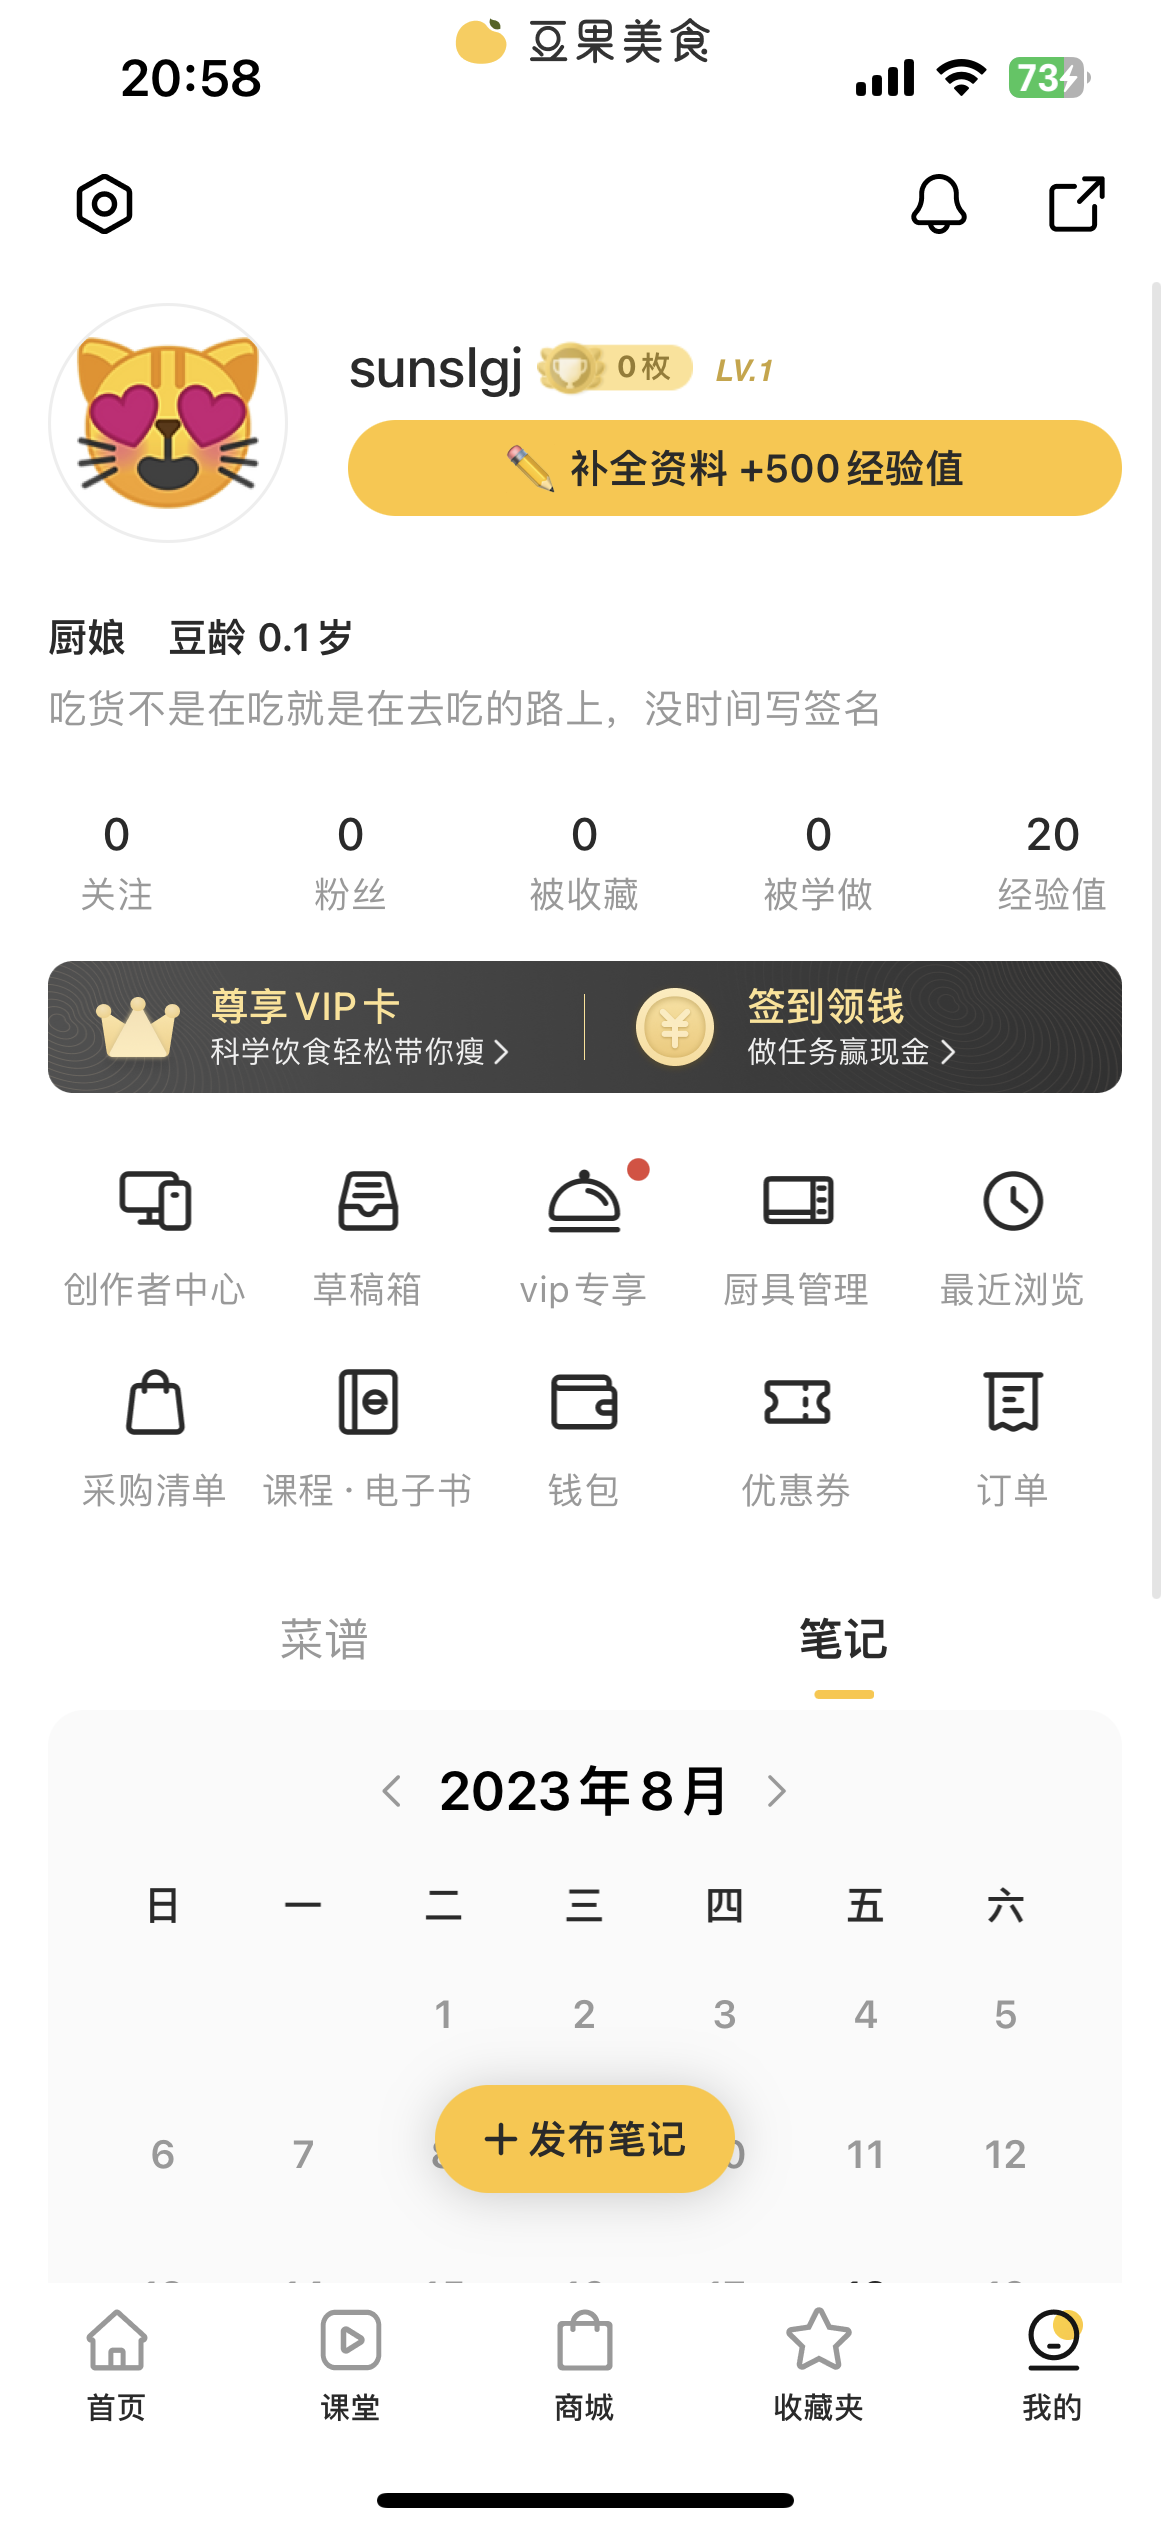 豆果美食
20:58
73
sunslgj 0枚 LV.1
补全资料 +500经验值
厨娘 豆龄 0.1岁
吃货不是在吃就是在去吃的路上，没时间写签名
0 0 0 0 20
关注 粉丝 被收藏 被学做 经验值
尊享VIP卡 签到领钱
科学饮食轻松带你瘦 做任务赢现金
创作者中心 草稿箱 vip专享 厨具管理 最近浏览
采购清单 课程·电子书 钱包 优惠券 订单
菜谱 笔记
2023年8月
日 一 二 三 四 五 六
1 2 3 4 5
6 7 11 12
发布笔记
首页 课堂 商城 收藏夹 我的